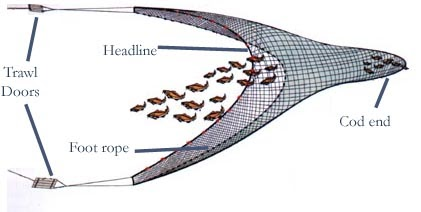 Headline
Trawl
Doors
Cod end
Foot rope